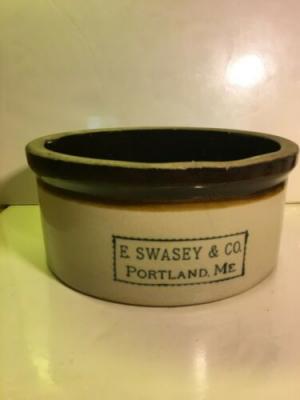 E. SWASEY & CO.
PORTLAND, ME